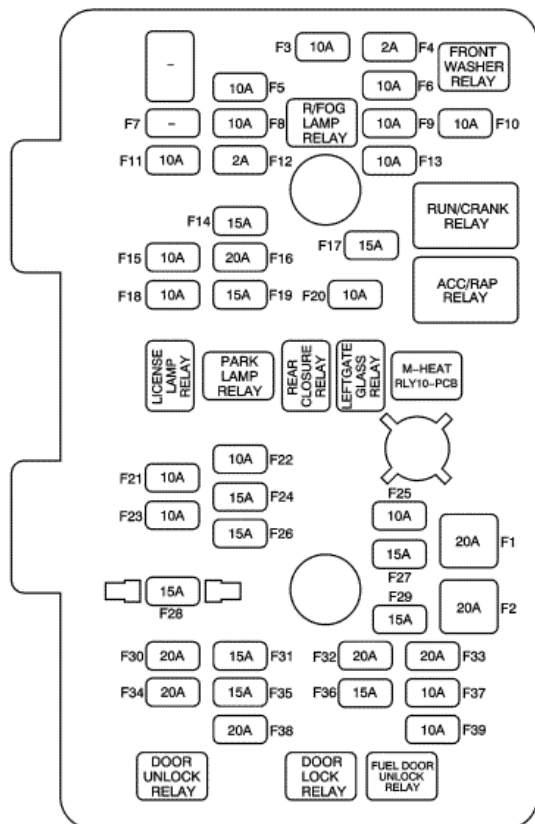 F3 10A 2A F4
FRONT
WASHER
RELAY
-
10A F5
10A F6
R/FOG
LAMP
RELAY
F7 - 10A F8
10A F9 10A F10
F11 10A 2A F12
10A F13
RUN/CRANK
RELAY
F14 15A
F17 15A
F15 10A 20A F16
ACC/RAP
RELAY
F18 10A 15A F19 F20 10A
LICENSE
LAMP
RELAY
PARK
LAMP
RELAY
REAR
CLOSURE
RELAY
LEFTGATE
GLASS
RELAY
M-HEAT
RLY10-PCB
10A F22
F21 10A
15A F24
F23 10A
15A F26
F25
10A
20A F1
15A
F27
15A
F28
F29
15A
20A F2
F30 20A 15A F31 F32 20A 20A F33
F34 20A 15A F35 F36 15A 10A F37
20A F38 10A F39
DOOR
UNLOCK
RELAY
DOOR
LOCK
RELAY
FUEL DOOR
UNLOCK
RELAY